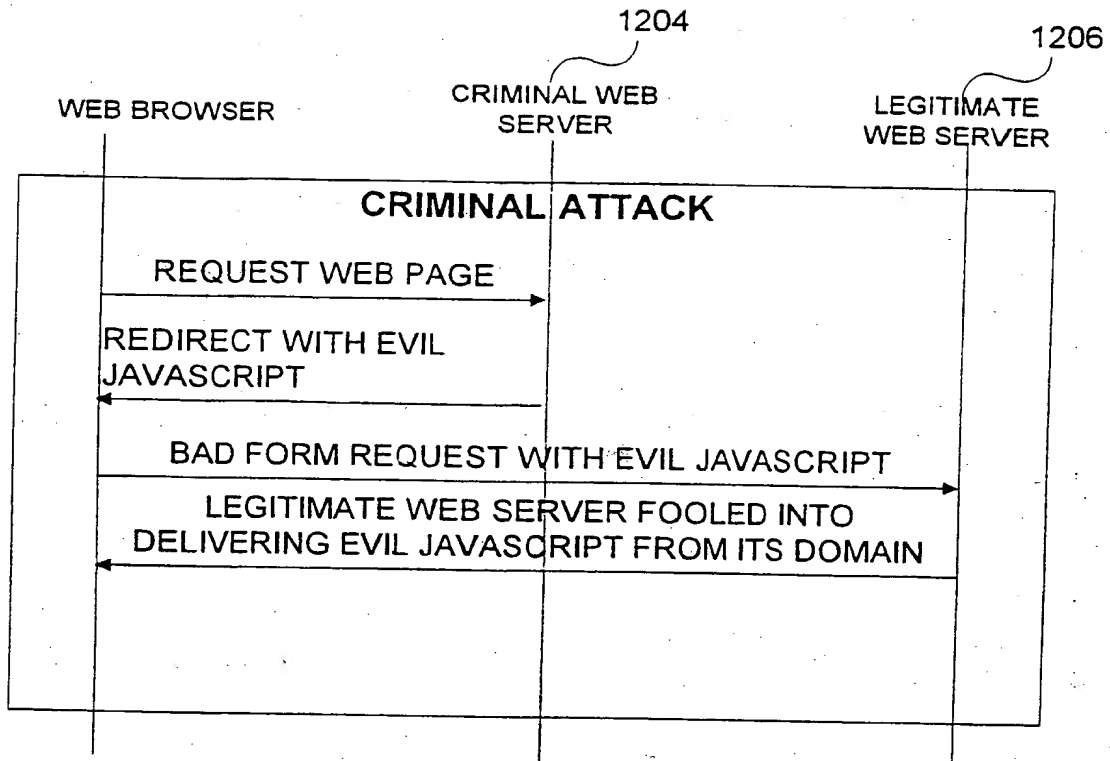 1204
1206
WEB BROWSER
CRIMINAL WEB
SERVER
LEGITIMATE
WEB SERVER
CRIMINAL ATTACK
REQUEST WEB PAGE
REDIRECT WITH EVIL
JAVASCRIPT
BAD FORM REQUEST WITH EVIL JAVASCRIPT
LEGITIMATE WEB SERVER FOOLED INTO
DELIVERING EVIL JAVASCRIPT FROM ITS DOMAIN